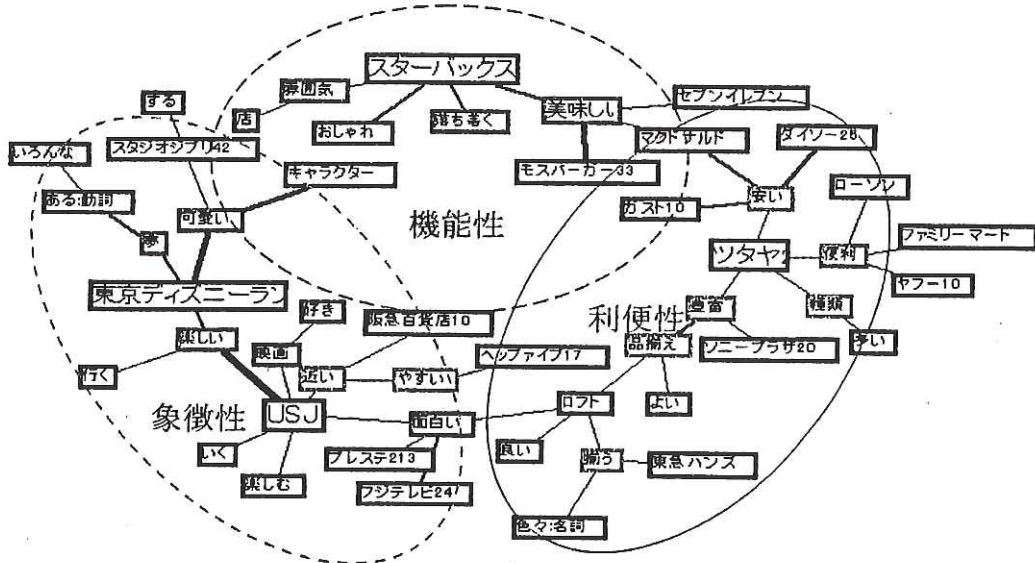 スターバックス
雰囲気
する
店
おしゃれ
落ち着く
美味しい
セブンイレブン
いろんな
スタジオジブリ42
キャラクター
マクドナルド
ダイソー26
モスバーガー33
ある:動詞
可愛い
機能性
ガスト10
安い
ローソン
夢
ツタヤ
便利
ファミリーマート
東京ディズニーラン
ヤフー10
好き
阪急百貨店10
利便性
豊富
種類
楽しい
映画
品揃え
ソニープラザ20
多い
行く
近い
やすい
ヘップファイブ17
象徴性
USJ
面白い
ロフト
よい
いく
プレステ213
良い
揃う
東急ハンズ
楽しむ
フジテレビ247
色々:名詞